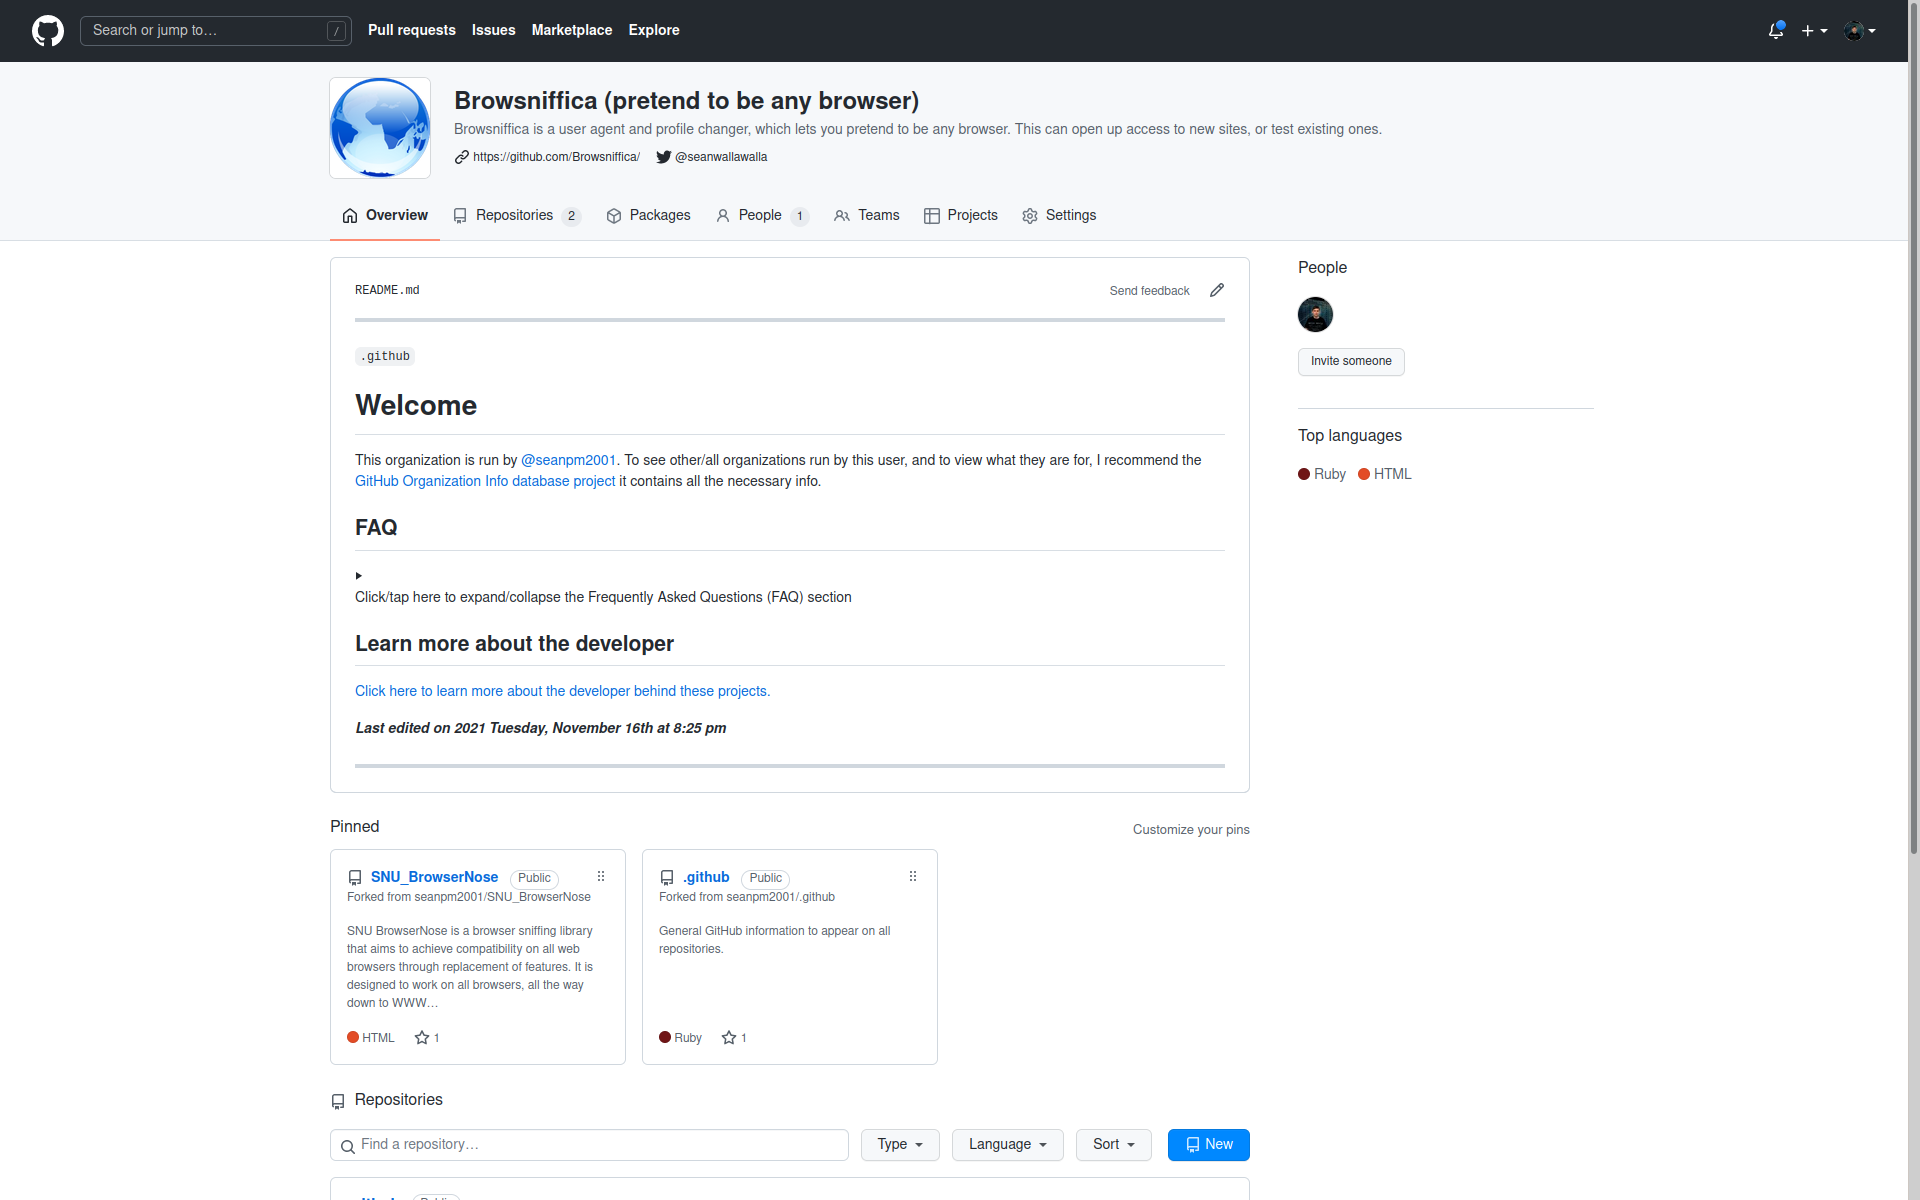 Search or jump to… /
Pull requests Issues Marketplace Explore
Browsniffica (pretend to be any browser)
Browsniffica is a user agent and profile changer, which lets you pretend to be any browser. This can open up access to new sites, or test existing ones.
https://github.com/Browsniffica/ @seanwallawalla
Overview Repositories 2 Packages People 1 Teams Projects Settings
README.md Send feedback
.github
Welcome
This organization is run by @seanpm2001. To see other/all organizations run by this user, and to view what they are for, I recommend the
GitHub Organization Info database project it contains all the necessary info.
FAQ
Click/tap here to expand/collapse the Frequently Asked Questions (FAQ) section
Learn more about the developer
Click here to learn more about the developer behind these projects.
Last edited on 2021 Tuesday, November 16th at 8:25 pm
People
Invite someone
Top languages
Ruby HTML
Pinned Customize your pins
SNU_BrowserNose Public
Forked from seanpm2001/SNU_BrowserNose
SNU BrowserNose is a browser sniffing library
that aims to achieve compatibility on all web
browsers through replacement of features. It is
designed to work on all browsers, all the way
down to WWW…
HTML 1
.github Public
Forked from seanpm2001/.github
General GitHub information to appear on all
repositories.
Ruby 1
Repositories
Find a repository… Type Language Sort New